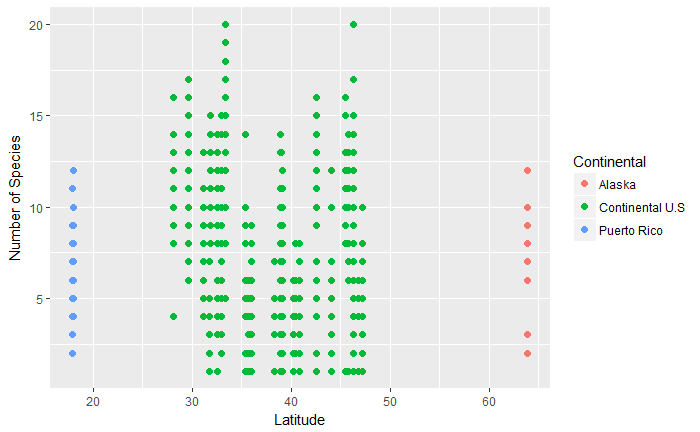 20
15
10
5
Number of Species
20 30 40 50 60
Latitude
Continental
Alaska
Continental U.S
Puerto Rico